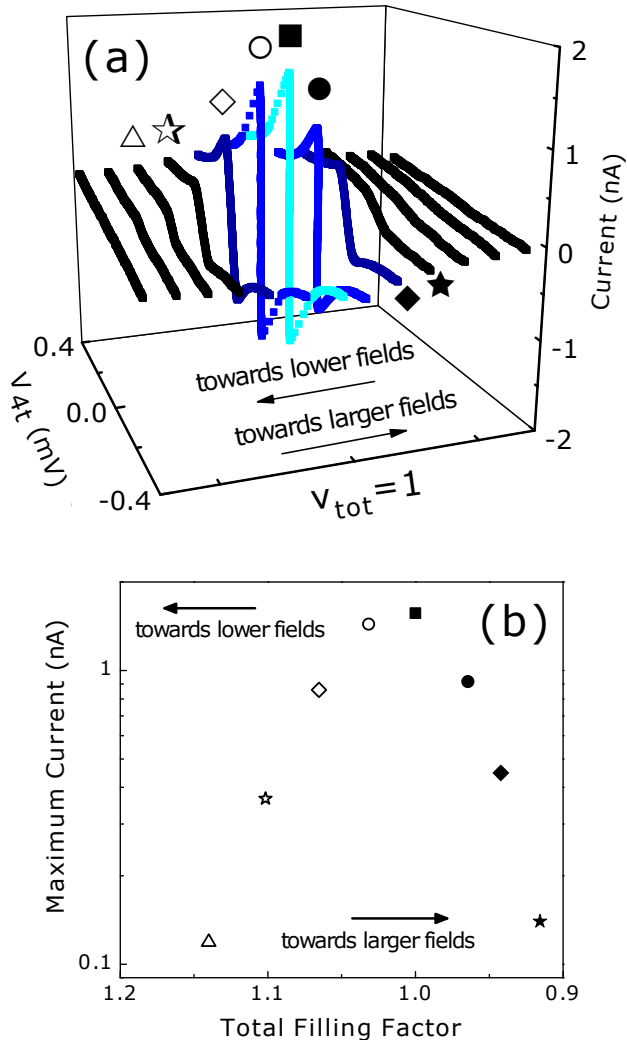 (a)
2
1
0
-1
-2
Current (nA)
0.4
0.0
-0.4
V4t (mV)
towards lower fields
towards larger fields
νtot=1
(b)
towards lower fields
1
0.1
Maximum Current (nA)
towards larger fields
1.2 1.1 1.0 0.9
Total Filling Factor